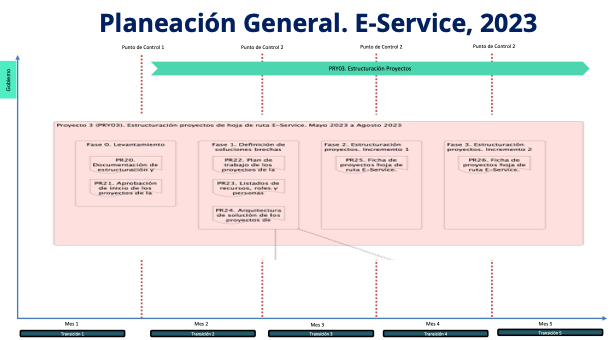 Planeación General. E-Service, 2023
Punto de Control 1
Punto de Control 2
Punto de Control 2
Punto de Control 2
Gobierno
PRY03. Estructuración Proyectos
Proyecto 3 (PRY03). Estructuración proyectos de hoja de ruta E-Service. Mayo 2023 a Agosto 2023
Fase 0. Levantamiento
PR20.
Documentación de
estructuración y
PR21. Aprobación
de inicio de los
proyectos de la
Fase 1. Definición de
soluciones brechas
PR22. Plan de
trabajo de los
proyectos de la
PR23. Listados de
recursos, roles y
personas
PR24. Arquitectura
de solución de los
proyectos de
Fase 2. Estructuración
proyectos. Incremento 1
PR25. Ficha de
proyectos hoja de
ruta E-Service.
Fase 3. Estructuración
proyectos. Incremento 2
PR26. Ficha de
proyectos hoja de
ruta E-Service.
Mes 1
Mes 2
Mes 3
Mes 4
Mes 5
Transición 1
Transición 2
Transición 3
Transición 4
Transición 5